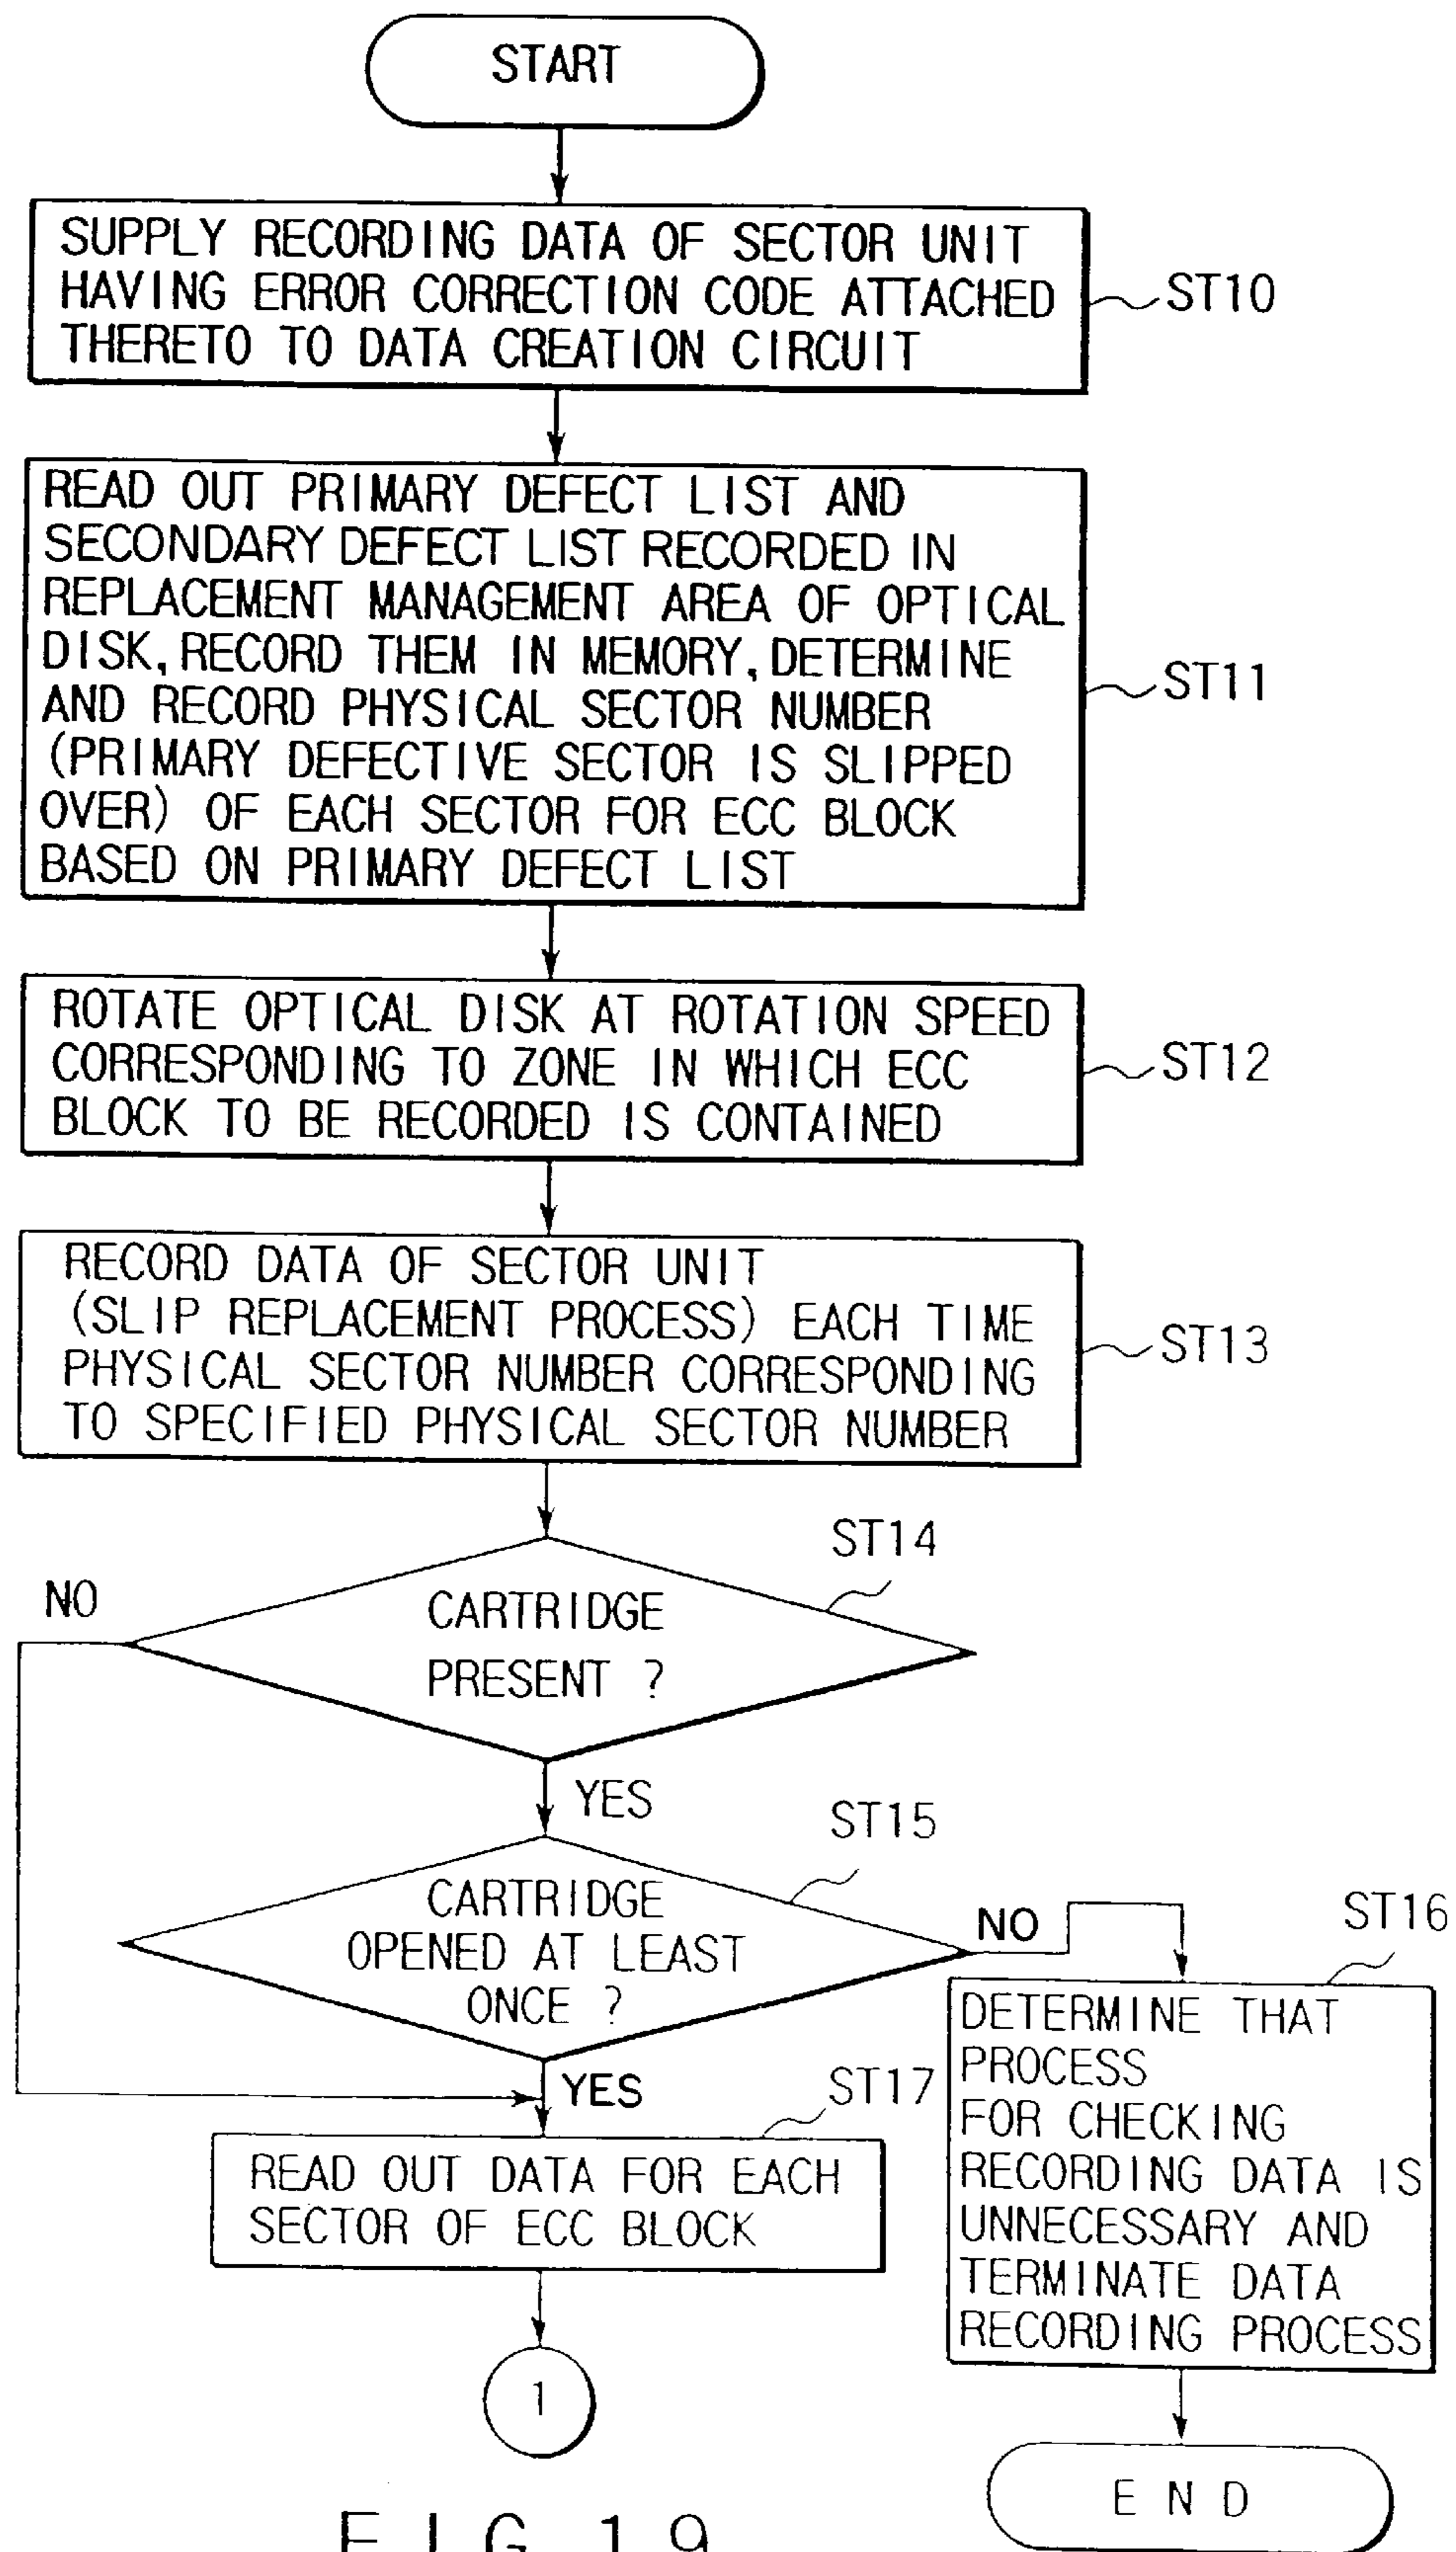 START
SUPPLY RECORDING DATA OF SECTOR UNIT
HAVING ERROR CORRECTION CODE ATTACHED
THERETO TO DATA CREATION CIRCUIT
ST10
READ OUT PRIMARY DEFECT LIST AND
SECONDARY DEFECT LIST RECORDED IN
REPLACEMENT MANAGEMENT AREA OF OPTICAL
DISK, RECORD THEM IN MEMORY, DETERMINE
AND RECORD PHYSICAL SECTOR NUMBER
(PRIMARY DEFECTIVE SECTOR IS SLIPPED
OVER) OF EACH SECTOR FOR ECC BLOCK
BASED ON PRIMARY DEFECT LIST
ST11
ROTATE OPTICAL DISK AT ROTATION SPEED
CORRESPONDING TO ZONE IN WHICH ECC
BLOCK TO BE RECORDED IS CONTAINED
ST12
RECORD DATA OF SECTOR UNIT
(SLIP REPLACEMENT PROCESS) EACH TIME
PHYSICAL SECTOR NUMBER CORRESPONDING
TO SPECIFIED PHYSICAL SECTOR NUMBER
ST13
ST14
NO
CARTRIDGE
PRESENT ?
YES
ST15
CARTRIDGE
OPENED AT LEAST
ONCE ?
NO
ST16
DETERMINE THAT
PROCESS
FOR CHECKING
RECORDING DATA IS
UNNECESSARY AND
TERMINATE DATA
RECORDING PROCESS
YES
ST17
READ OUT DATA FOR EACH
SECTOR OF ECC BLOCK
1
END
FIG. 19